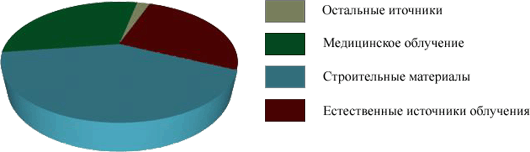 Остальные иточники
Медицинское облучение
Строительные материалы
Естественные источники облучения